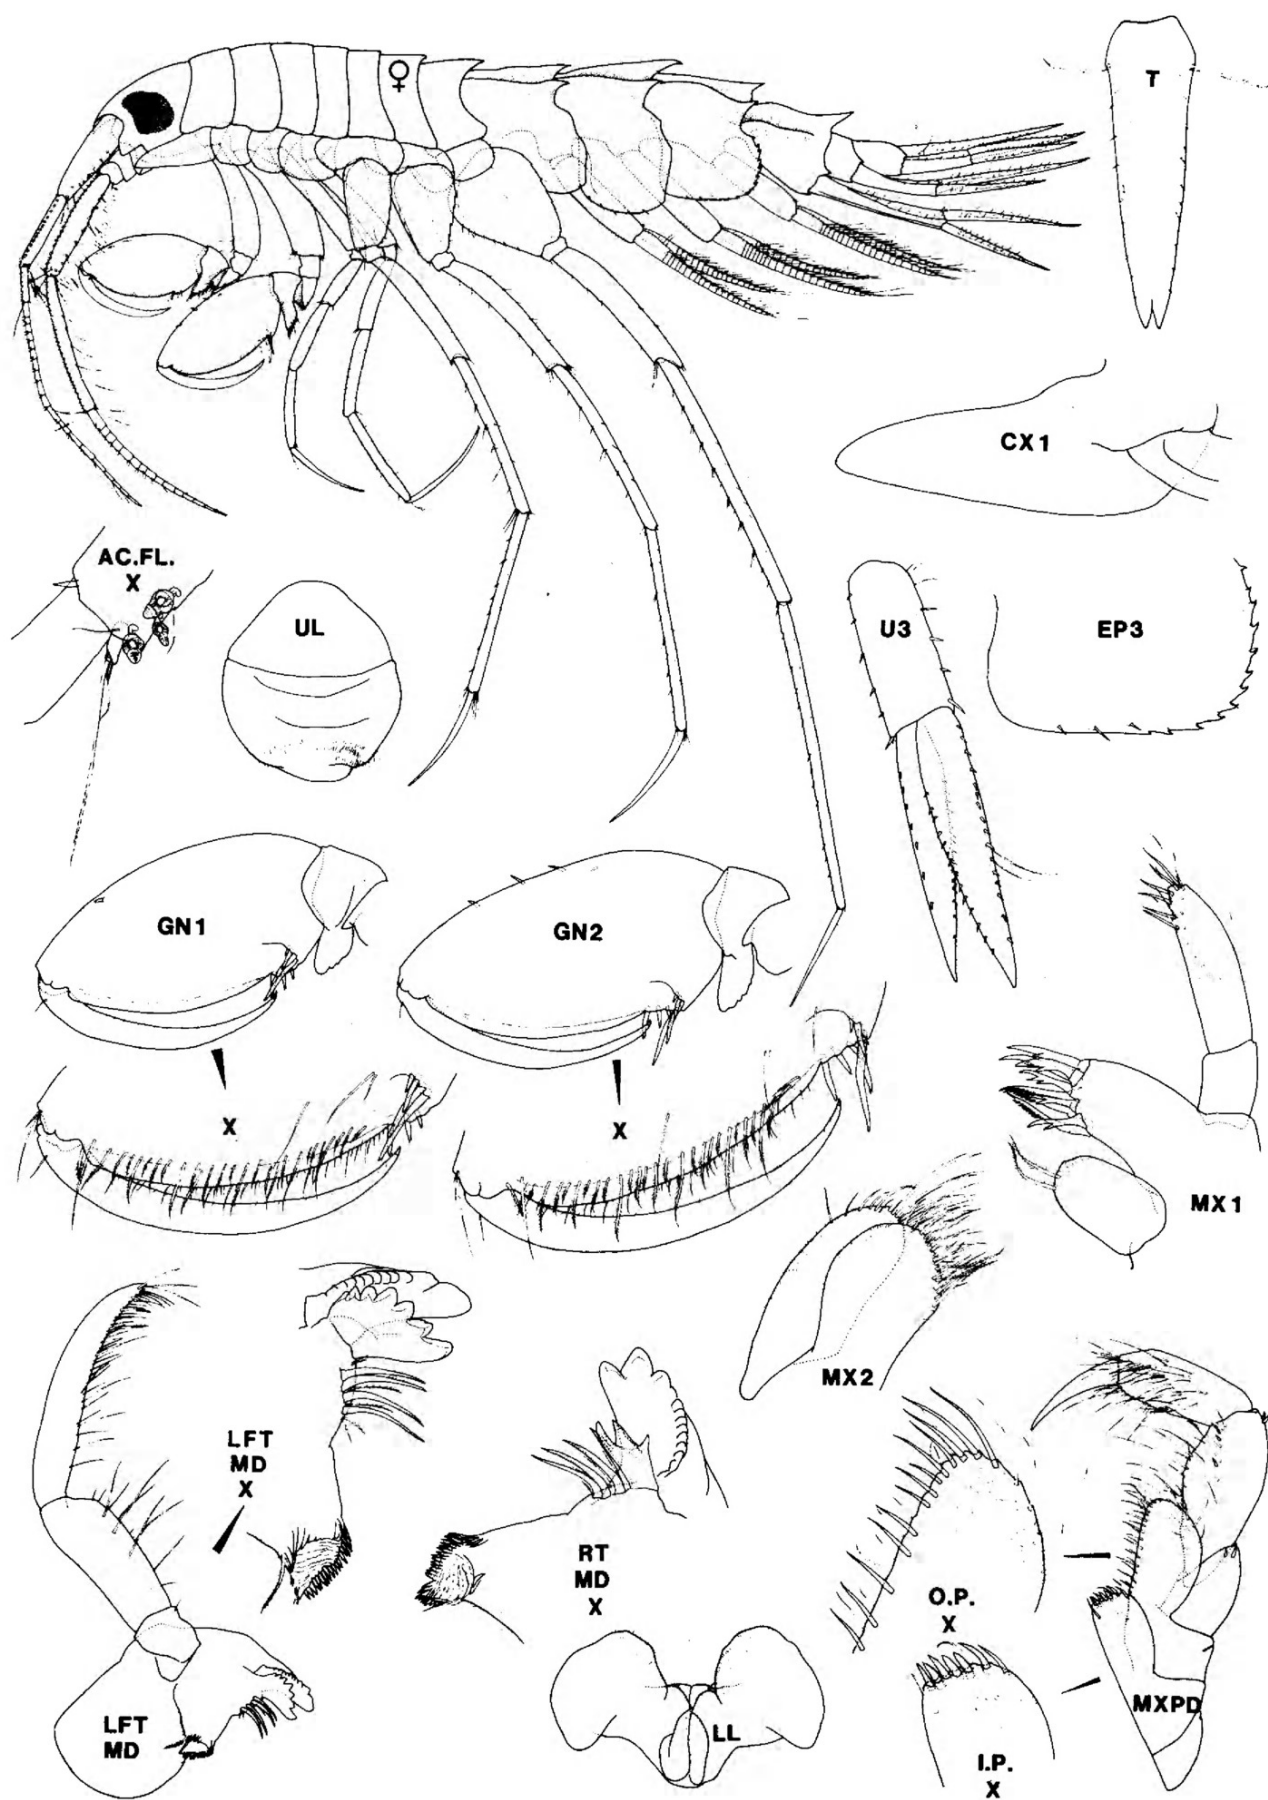 ♀
T
CX1
AC.FL.
X
UL
U3
EP3
GN1
GN2
X
X
MX1
MX2
LFT
MD
X
RT
MD
X
O.P.
X
MXPD
LFT
MD
LL
I.P.
X